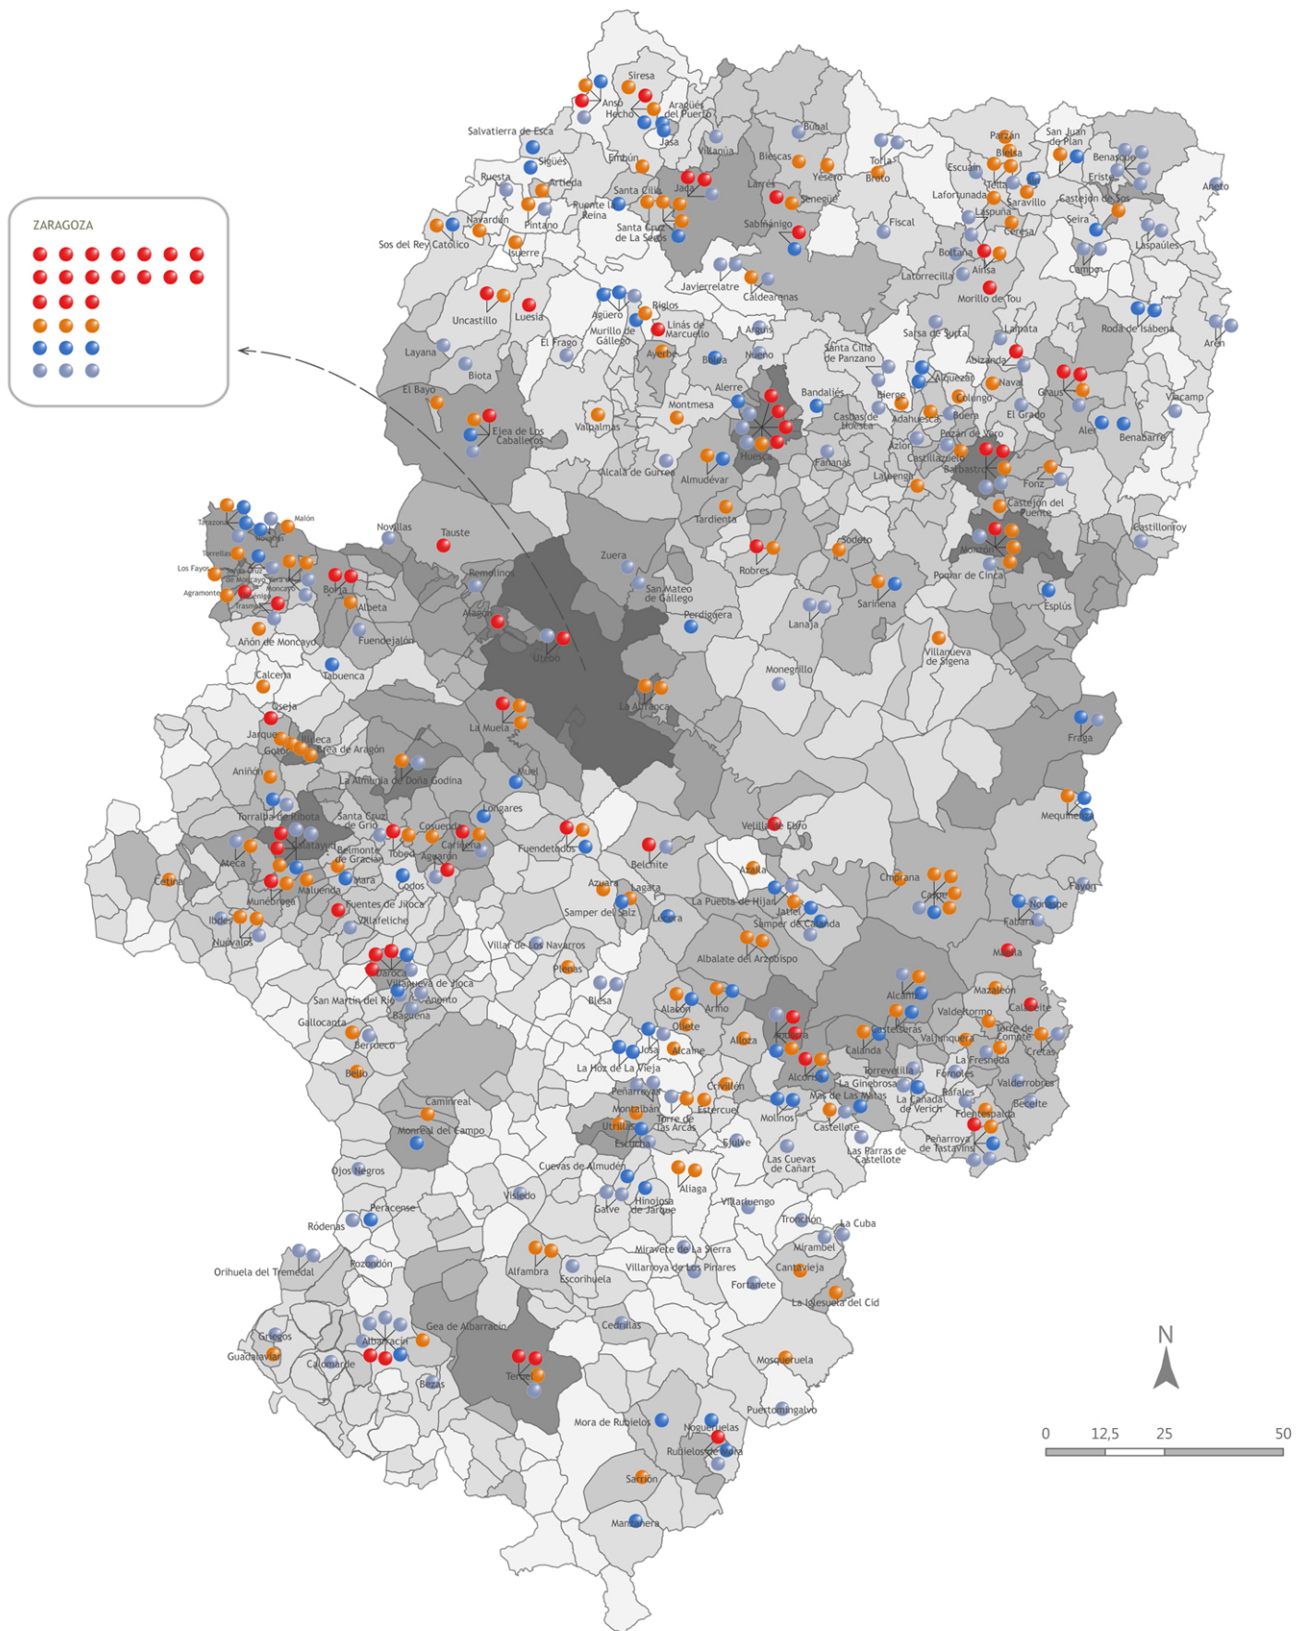 Siresa
Ansó
Hecho
Aragüés
del Puerto
Jasa
Salvatierra de Esca
Sigüés
Embún
Villanúa
Búbal
Biescas
Yésero
Torla
Broto
Parzán
Bielsa
San Juan
de Plan
Benasque
Eriste
Escuain
Tella
Saravillo
Castejón de Sos
Aneto
Ruesta
Artieda
Pintano
Puente la
Reina
Santa Cilia
Santa Cruz
de La Serós
Jaca
Larrés
Senegüé
Sabiñánigo
Fiscal
Lafortunada
Laspuña
Ceresa
Seira
Laspaúles
Campo
Navardún
Sos del Rey Católico
Isuerre
Boltaña
Aínsa
Latorrecilla
Morillo de Tou
Javierrelatre
Caldearenas
Uncastillo
Luesia
Agüero
Murillo de
Gállego
Riglos
Linás de
Marcuello
Ayerbe
Arguis
Nueno
Bolea
Sarsa de Surta
Lamata
Abizanda
Roda de Isábena
Arén
ZARAGOZA
Layana
Biota
El Frago
Santa Cilia
de Panzano
Alquézar
Naval
Graus
El Bayo
Ejea de Los
Caballeros
Valpalmas
Montmesa
Alerre
Bandaliés
Huesca
Casbas de
Huesca
Bierge
Adahuesca
Colungo
Buera
El Grado
Viacamp
Aler
Benabarre
Pozán de Vero
Azlor
Castillazuelo
Barbastro
Alcalá de Gurrea
Almudévar
Fañanás
Laluenga
Fonz
Castejón del
Puente
Tardienta
Tarazona
Novallas
Malón
Novillas
Tauste
Zuera
Robres
Sodeto
Monzón
Pomar de Cinca
Castillonroy
Torrellas
Los Fayos
Agramonte
Borja
Albeta
Fuendejalón
Remolinos
Alagón
San Mateo
de Gállego
Perdiguera
Lanaja
Sariñena
Esplús
Añón de Moncayo
Utebo
Villanueva
de Sigena
Tabuenca
Calcena
Monegrillo
Oseja
La Alfranca
La Muela
Fraga
Jarque
Gotor
Illueca
Brea de Aragón
Aniñón
La Almunia de Doña Godina
Muel
Mequinenza
Torralba de Ribota
Santa Cruz
de Grío
Longares
Cosuenda
Calatayud
Tobed
Cariñena
Aguarón
Fuendetodos
Velilla de Ebro
Ateca
Belmonte
de Gracián
Belchite
Cetina
Mara
Codos
Azaila
Chiprana
Caspe
Fayón
Munébrega
Maluenda
Azuara
Lagata
La Puebla de Híjar
Jatiel
Nonaspe
Fabara
Ibdes
Nuévalos
Fuentes de Jiloca
Villafeliche
Samper del Salz
Lécera
Samper de Calanda
Villar de Los Navarros
Albalate del Arzobispo
Maella
Daroca
Villanueva de Jiloca
Plenas
San Martín del Río
Anento
Báguena
Blesa
Alacón
Ariño
Alcañiz
Mazaleón
Calaceite
Gallocanta
Berrueco
Oliete
Alloza
Andorra
Castelserás
Valdeltormo
Torre de
Compte
Calanda
Valjunquera
La Fresneda
Cretas
Josa
Alcaine
La Hoz de La Vieja
Bello
Alcorisa
Torrevelilla
Fórnoles
Valderrobres
La Ginebrosa
La Cañada
de Verich
Ráfales
Beceite
Caminreal
Monreal del Campo
Peñarroyas
Crivillén
Estercuel
Montalbán
Utrillas
Torre de
las Arcas
Molinos
Mas de Las Matas
Castellote
Fuentespalda
Peñarroya
de Tastavins
Escucha
Ejulve
Las Cuevas
de Cañart
Las Parras de
Castellote
Ojos Negros
Cuevas de Almudén
Aliaga
Visiedo
Galve
Hinojosa
de Jarque
Villarluengo
Peracense
Ródenas
Tronchón
La Cuba
Mirambel
Orihuela del Tremedal
Pozondón
Alfambra
Escorihuela
Miravete de La Sierra
Villarroya de Los Pinares
Fortanete
Cantavieja
La Iglesuela del Cid
Griegos
Guadalaviar
Albarracín
Gea de Albarracín
Cedrillas
Calomarde
Bezas
Teruel
Mosqueruela
Puertomingalvo
Mora de Rubielos
Nogueruelas
Rubielos de Mora
Sarrión
Manzanera
N
0 12,5 25 50